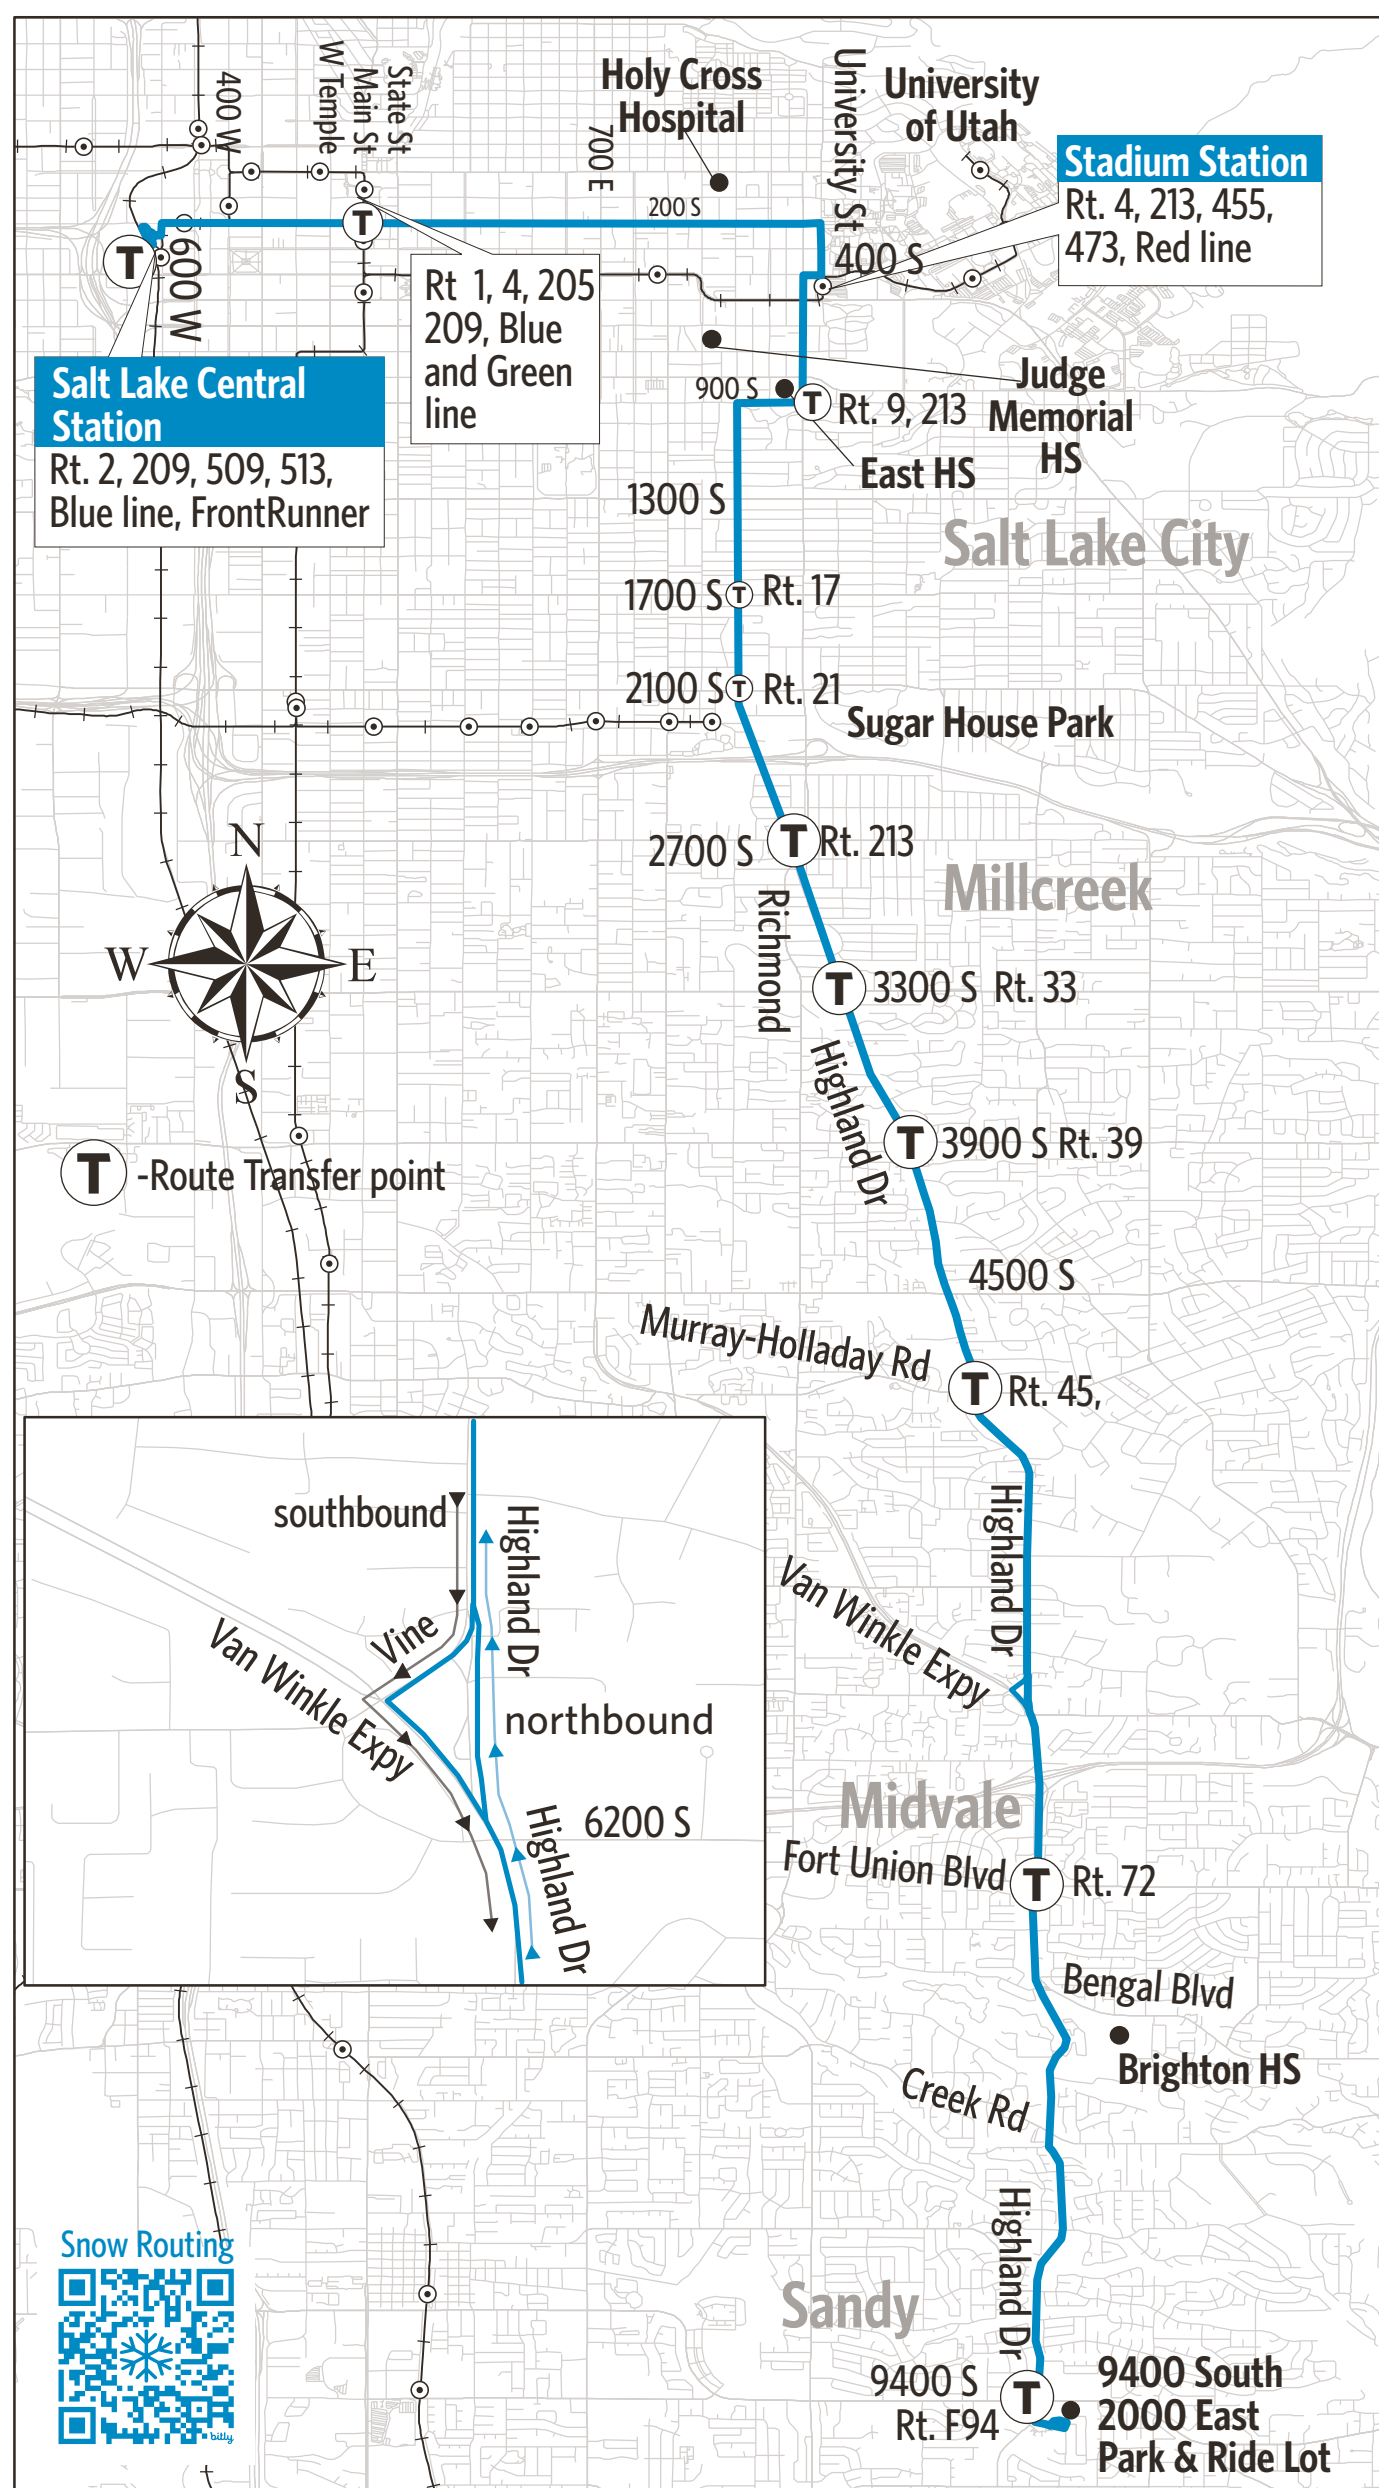 Holy Cross
Hospital
University
of Utah
University St
400 W
W Temple
Main St
State St
700 E
Stadium Station
Rt. 4, 213, 455,
473, Red line
200 S
T
T
600 W
400 S
Rt 1, 4, 205
209, Blue
and Green
line
Salt Lake Central
Station
Rt. 2, 209, 509, 513,
Blue line, FrontRunner
900 S
T
Rt. 9, 213
Judge
Memorial
HS
East HS
1300 S
Salt Lake City
1700 S
T
Rt. 17
2100 S
T
Rt. 21
Sugar House Park
2700 S
T
Rt. 213
Millcreek
Richmond
N
W
E
S
T
3300 S Rt. 33
Highland Dr
T
3900 S Rt. 39
T
-Route Transfer point
4500 S
Murray-Holladay Rd
T
Rt. 45,
Highland Dr
Van Winkle Expy
southbound
Highland Dr
Vine
Van Winkle Expy
northbound
6200 S
Highland Dr
Midvale
Fort Union Blvd
T
Rt. 72
Bengal Blvd
Brighton HS
Creek Rd
Highland Dr
Snow Routing
bitly
Sandy
9400 S
Rt. F94
T
9400 South
2000 East
Park & Ride Lot